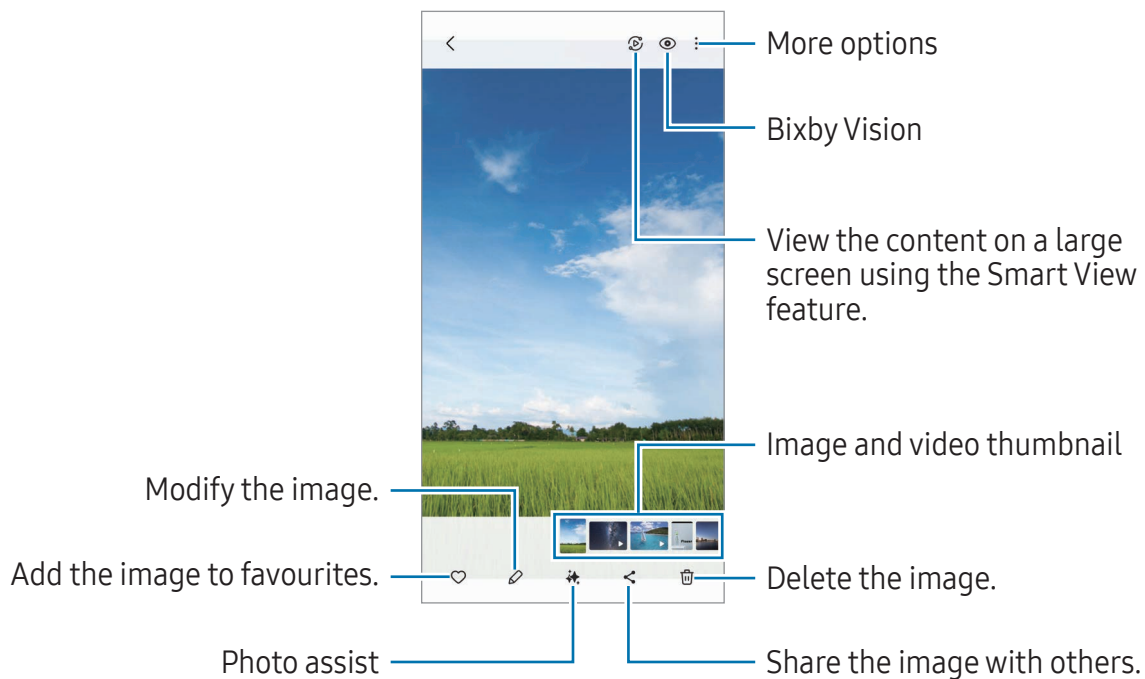 More options
Bixby Vision
View the content on a large
screen using the Smart View
feature.
Image and video thumbnail
Modify the image.
Add the image to favourites.
Delete the image.
Photo assist
Share the image with others.